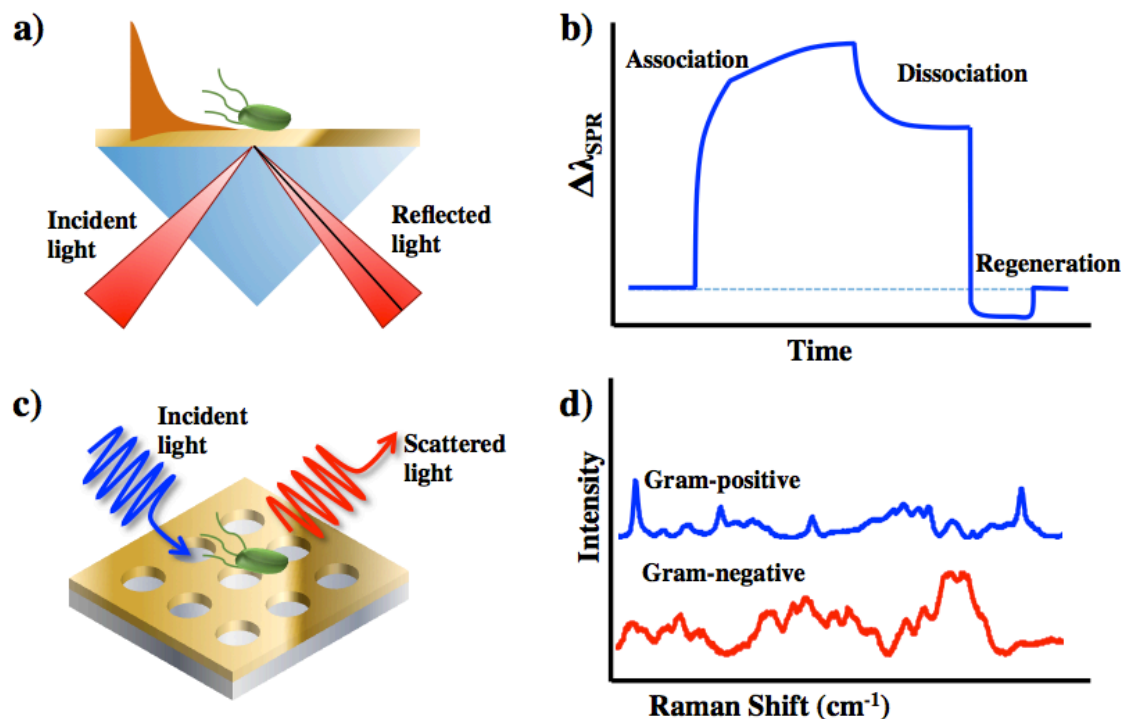 a)
Incident
light
Reflected
light
b)
Association
Dissociation
Regeneration
ΔλSPR
Time
c)
Incident
light
Scattered
light
d)
Gram-positive
Gram-negative
Intensity
Raman Shift (cm-1)